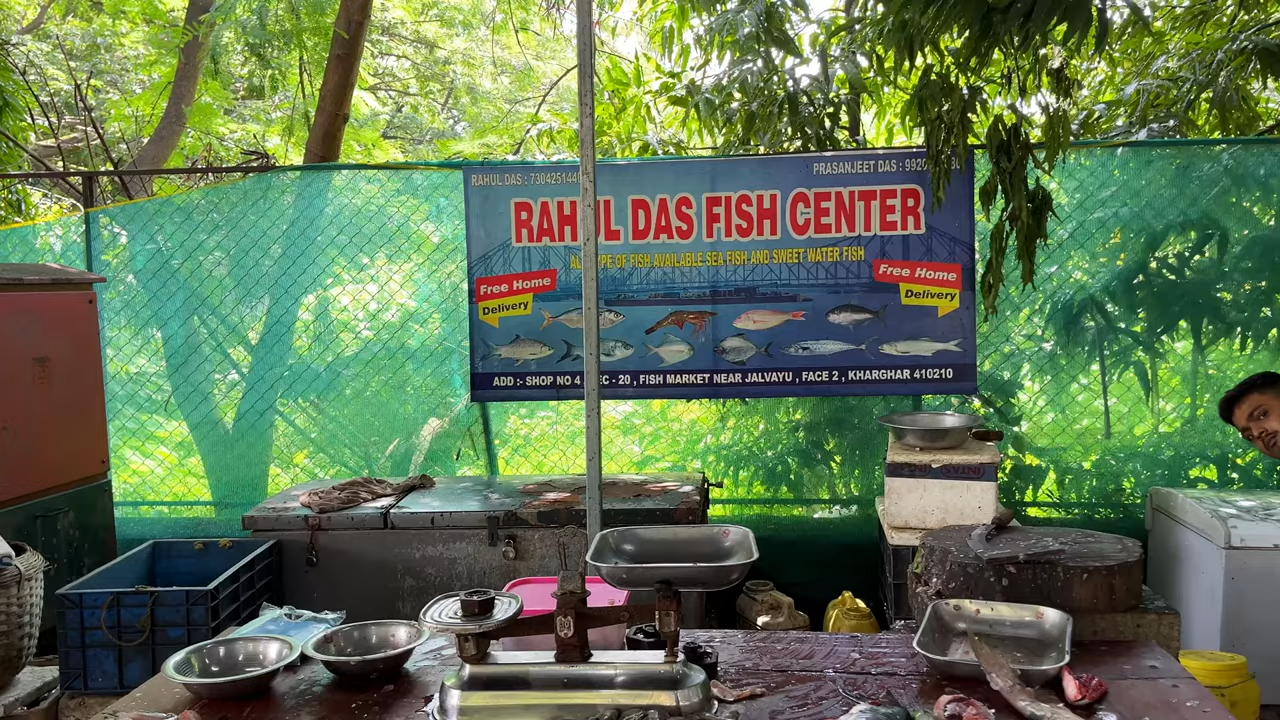 RAHUL DAS : 7304251440
PRASANJEET DAS :
RAHUL DAS FISH CENTER
TYPE OF FISH AVAILABLE SEA FISH AND SWEET WATER FISH
Free Home
Delivery
Free Home
Delivery
ADD :- SHOP NO 4 SEC - 20 , FISH MARKET NEAR JALVAYU , FACE 2 , KHARGHAR 410210
INTAS